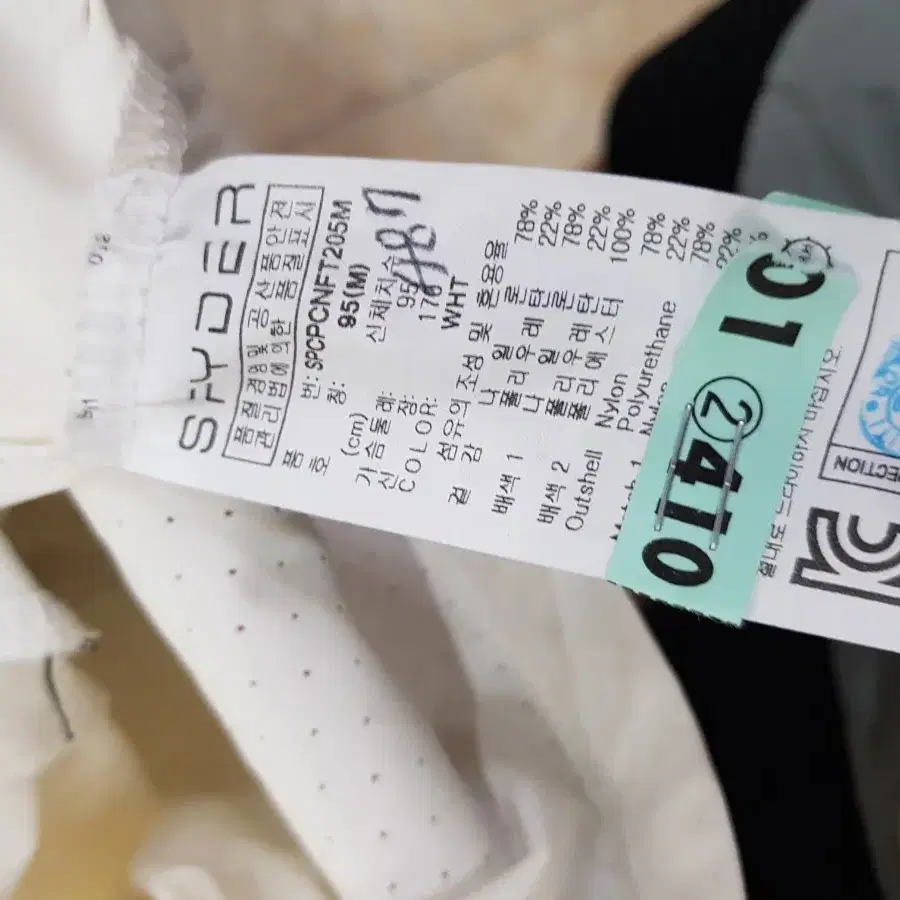 SPYDER
품질경영 및 공산품안전
관리법에 의한 품질표시
품 번: SPCPCNFT205M
호 칭: 95(M)
(cm) 신체치수
가슴둘레: 95
신 장: 170
COLOR: WHT
섬유의 조성 및 혼용율
겉 감 나일론 78%
폴리우레탄 22%
배색 1 나일론 78%
폴리우레탄 22%
배색 2 폴리에스터 100%
Outshell Nylon 78%
Polyurethane 22%
78%
22%
01 ②410
ECTION
KC